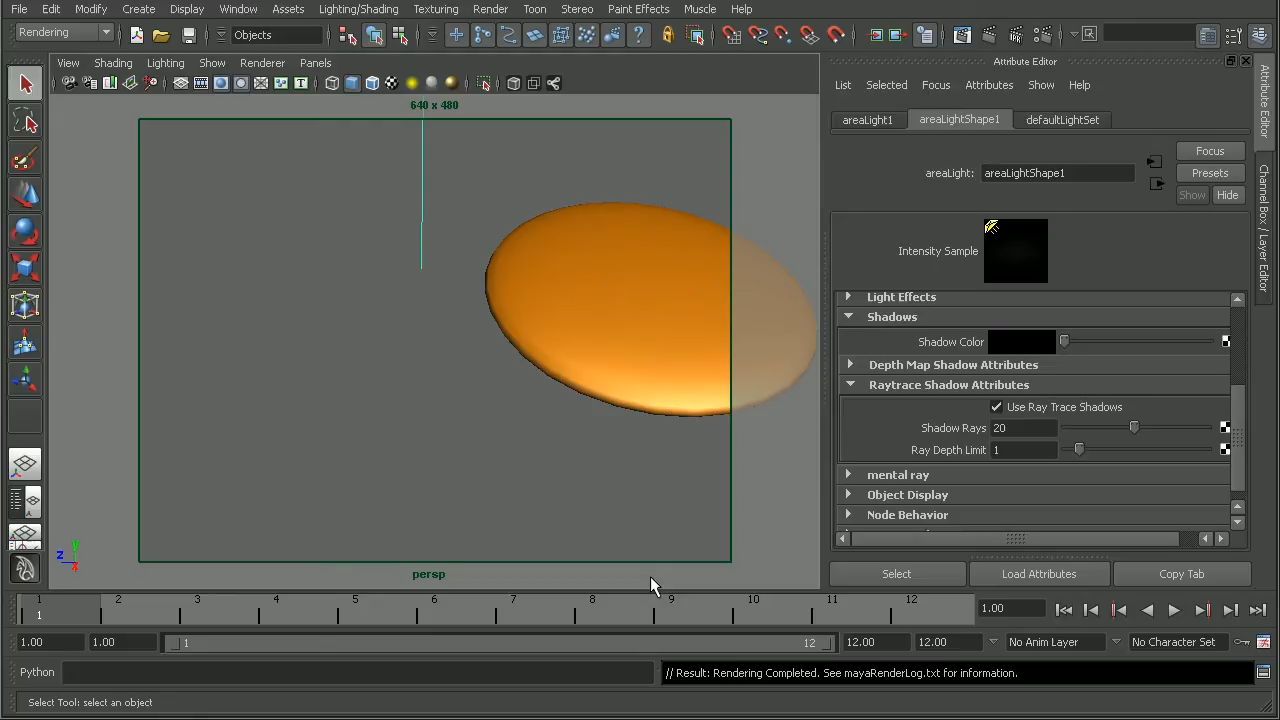 File Edit Modify Create Display Window Assets Lighting/Shading Texturing Render Toon Stereo Paint Effects Muscle Help
Rendering Objects
View Shading Lighting Show Renderer Panels
640 x 480
persp
z y x
Attribute Editor
List Selected Focus Attributes Show Help
areaLight1 areaLightShape1 defaultLightSet
areaLight: areaLightShape1
Focus
Presets
Show Hide
Intensity Sample
Light Effects
Shadows
Shadow Color
Depth Map Shadow Attributes
Raytrace Shadow Attributes
Use Ray Trace Shadows
Shadow Rays 20
Ray Depth Limit 1
mental ray
Object Display
Node Behavior
Select Load Attributes Copy Tab
Attribute Editor
Channel Box / Layer Editor
1 2 3 4 5 6 7 8 9 10 11 12
1
1.00
1.00 1.00 1 12 12.00 12.00 No Anim Layer No Character Set
Python // Result: Rendering Completed. See mayaRenderLog.txt for information.
Select Tool: select an object